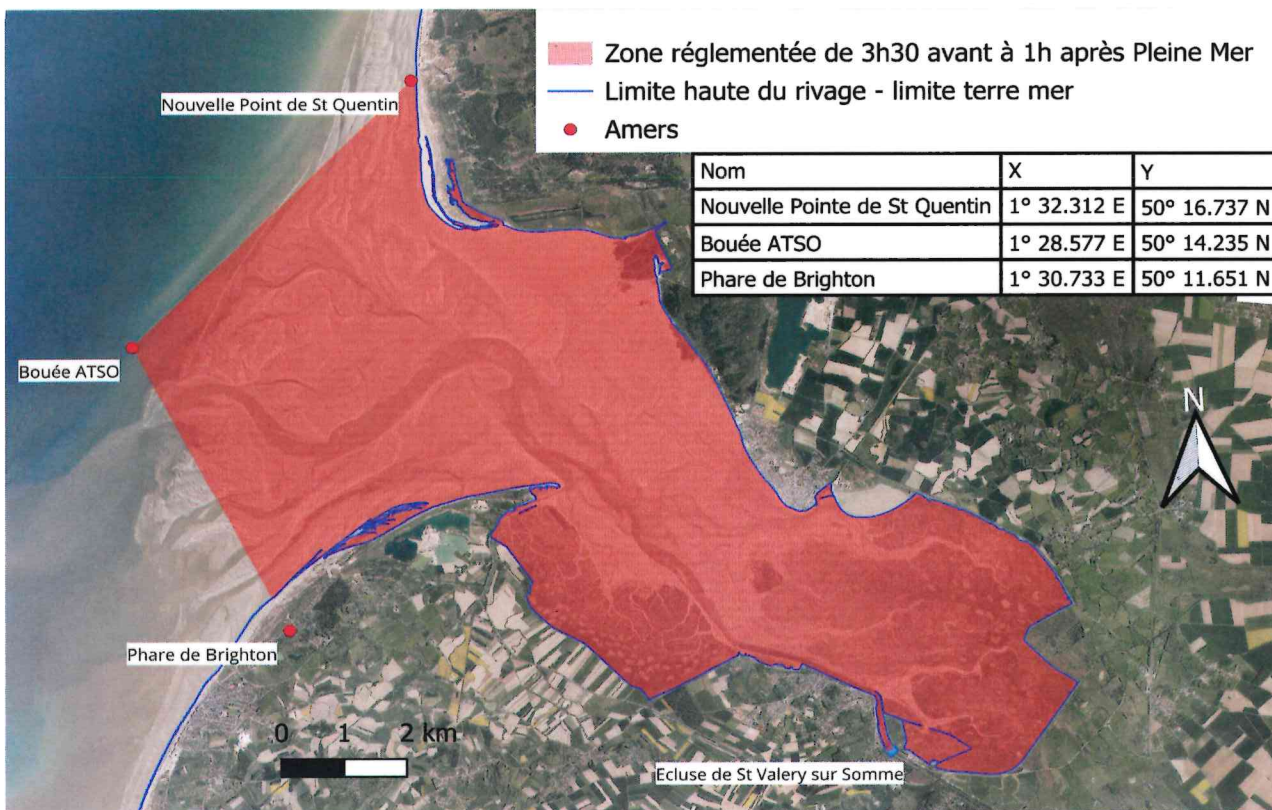 Zone réglementée de 3h30 avant à 1h après Pleine Mer
Limite haute du rivage - limite terre mer
Amers
Nom X Y
Nouvelle Pointe de St Quentin 1° 32.312 E 50° 16.737 N
Bouée ATSO 1° 28.577 E 50° 14.235 N
Phare de Brighton 1° 30.733 E 50° 11.651 N
Nouvelle Point de St Quentin
Bouée ATSO
N
Phare de Brighton
0 1 2 km
Ecluse de St Valery sur Somme